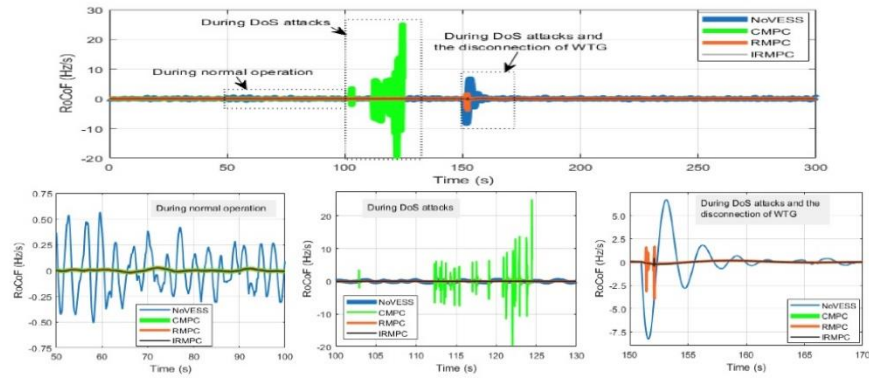 During DoS attacks
During DoS attacks and
the disconnection of WTG
During normal operation
NoVESS
CMPC
RMPC
IRMPC
RoCoF (Hz/s)
30
20
10
0
-10
-20
0
50
100
150
200
250
300
Time (s)
During normal operation
RoCoF (Hz/s)
0.75
0.50
0.25
0
-0.25
-0.50
-0.75
NoVESS
CMPC
RMPC
IRMPC
50
60
70
80
90
100
Time (s)
During DoS attacks
RoCoF (Hz/s)
20
10
0
-10
-20
NoVESS
CMPC
RMPC
IRMPC
100
105
110
115
120
125
130
Time (s)
During DoS attacks and the
disconnection of WTG
RoCoF (Hz/s)
5.0
2.5
0
-2.5
-5.0
-7.5
NoVESS
CMPC
RMPC
IRMPC
150
155
160
165
170
Time (s)